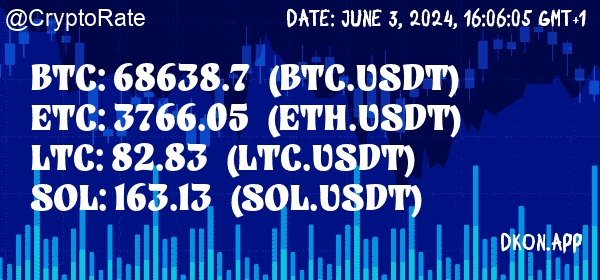 @CryptoRate
DATE: JUNE 3, 2024, 16:06:05 GMT+1
BTC: 68638.7 (BTC.USDT)
ETC: 3766.05 (ETH.USDT)
LTC: 82.83 (LTC.USDT)
SOL: 163.13 (SOL.USDT)
DKON.APP